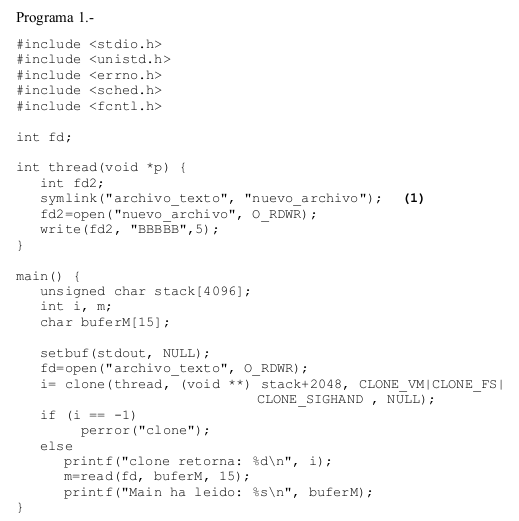 Programa 1.-
#include <stdio.h>
#include <unistd.h>
#include <errno.h>
#include <sched.h>
#include <fcntl.h>
int fd;
int thread(void *p) {
int fd2;
symlink("archivo_texto", "nuevo_archivo"); (1)
fd2=open("nuevo_archivo", O_RDWR);
write(fd2, "BBBBB",5);
}
main() {
unsigned char stack[4096];
int i, m;
char buferM[15];
setbuf(stdout, NULL);
fd=open("archivo_texto", O_RDWR);
i= clone(thread, (void **) stack+2048, CLONE_VM|CLONE_FS|
CLONE_SIGHAND , NULL);
if (i == -1)
perror("clone");
else
printf("clone retorna: %d\n", i);
m=read(fd, buferM, 15);
printf("Main ha leido: %s\n", buferM);
}